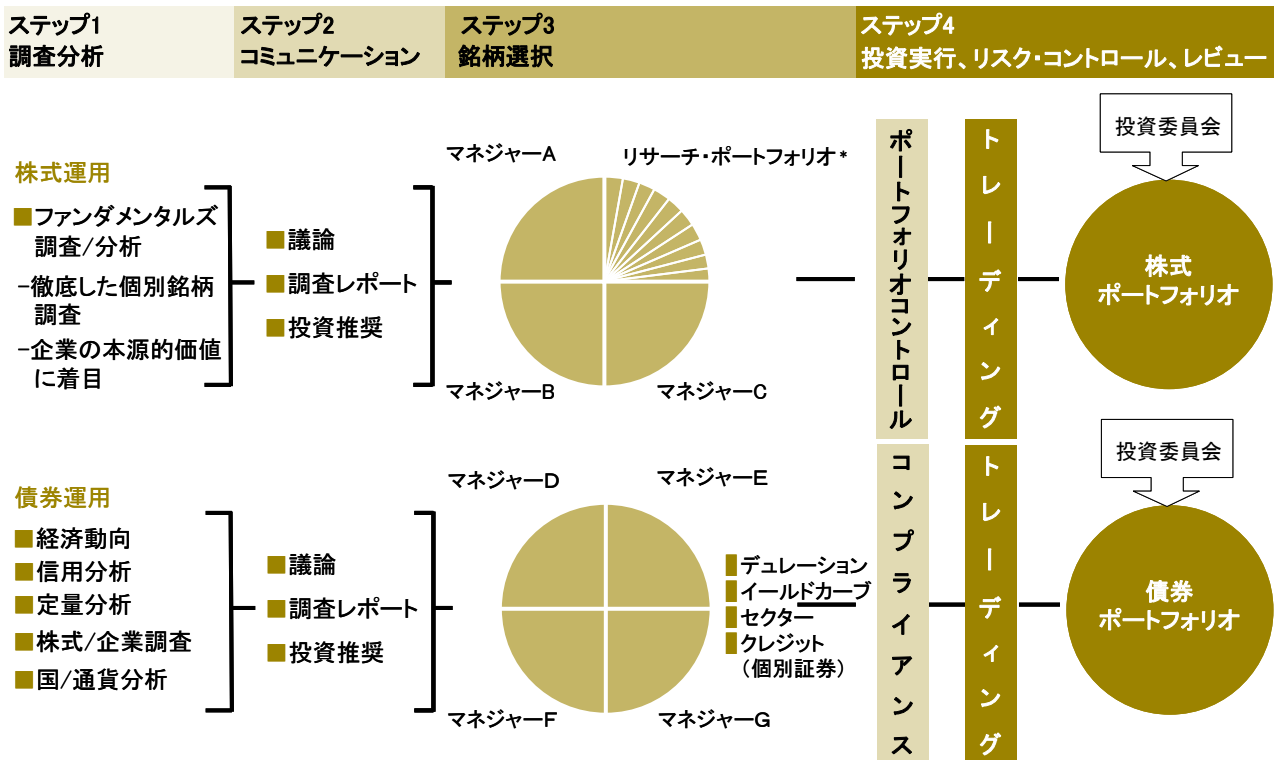 ステップ1
調査分析
ステップ2
コミュニケーション
ステップ3
銘柄選択
ステップ4
投資実行、リスク・コントロール、レビュー
株式運用
■ファンダメンタルズ
調査/分析
-徹底した個別銘柄
調査
-企業の本源的価値
に着目
■議論
■調査レポート
■投資推奨
マネジャーA
リサーチ・ポートフォリオ*
マネジャーB
マネジャーC
ポートフォリオコントロール
トレーディング
投資委員会
株式
ポートフォリオ
債券運用
■経済動向
■信用分析
■定量分析
■株式/企業調査
■国/通貨分析
■議論
■調査レポート
■投資推奨
マネジャーD
マネジャーE
マネジャーF
マネジャーG
■デュレーション
■イールドカーブ
■セクター
■クレジット
(個別証券)
コンプライアンス
トレーディング
投資委員会
債券
ポートフォリオ